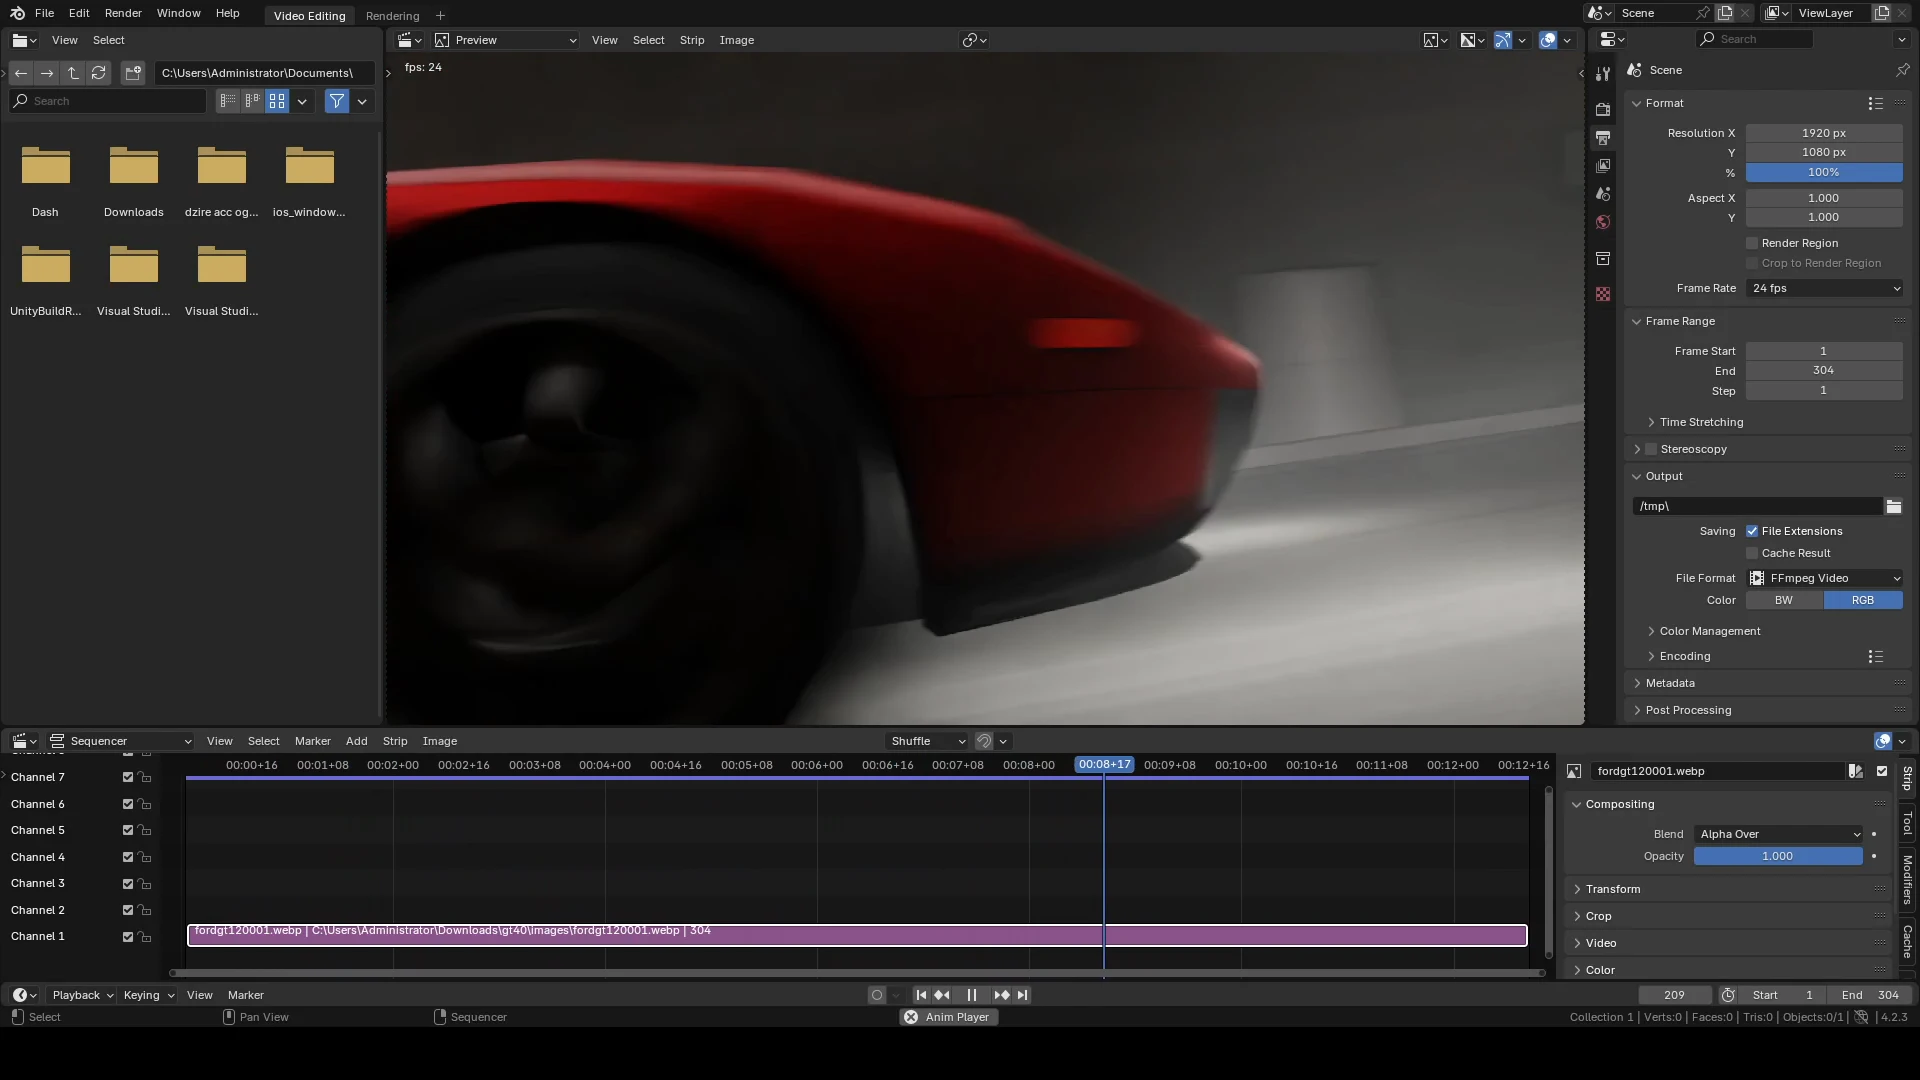 File Edit Render Window Help Video Editing Rendering + Scene ViewLayer
View Select
Preview View Select Strip Image
Search
C:\Users\Administrator\Documents\
Search
fps: 24
Dash Downloads dzire acc og... ios_window...
UnityBuildR... Visual Studi... Visual Studi...
Scene
Format
Resolution X 1920 px
Y 1080 px
% 100%
Aspect X 1.000
Y 1.000
Render Region
Crop to Render Region
Frame Rate 24 fps
Frame Range
Frame Start 1
End 304
Step 1
Time Stretching
Stereoscopy
Output
/tmp\
Saving File Extensions
Cache Result
File Format FFmpeg Video
Color BW RGB
Color Management
Encoding
Metadata
Post Processing
Sequencer View Select Marker Add Strip Image Shuffle
00:00+16 00:01+08 00:02+00 00:02+16 00:03+08 00:04+00 00:04+16 00:05+08 00:06+00 00:06+16 00:07+08 00:08+00 00:08+17 00:09+08 00:10+00 00:10+16 00:11+08 00:12+00 00:12+16
Channel 7
Channel 6
Channel 5
Channel 4
Channel 3
Channel 2
Channel 1
fordgt120001.webp | C:\Users\Administrator\Downloads\gt40\images\fordgt120001.webp | 304
fordgt120001.webp
Compositing
Blend Alpha Over
Opacity 1.000
Transform
Crop
Video
Color
Strip
Tool
Modifiers
Cache
Playback Keying View Marker 209 Start 1 End 304
Select Pan View Sequencer Anim Player Collection 1 | Verts:0 | Faces:0 | Tris:0 | Objects:0/1 | 4.2.3